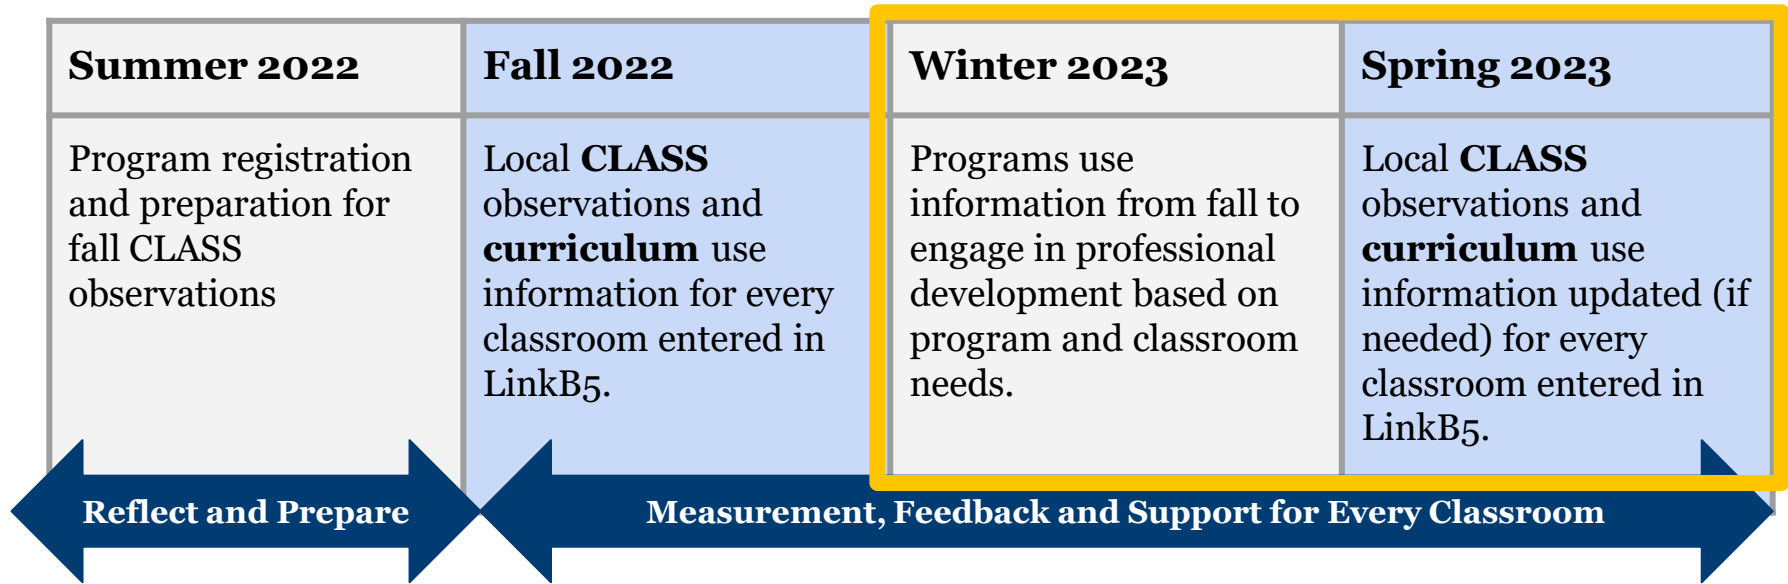 Summer 2022
Fall 2022
Winter 2023
Spring 2023
Program registration
and preparation for
fall CLASS
observations
Local CLASS
observations and
curriculum use
information for every
classroom entered in
LinkB5.
Programs use
information from fall to
engage in professional
development based on
program and classroom
needs.
Local CLASS
observations and
curriculum use
information updated (if
needed) for every
classroom entered in
LinkB5.
Reflect and Prepare
Measurement, Feedback and Support for Every Classroom